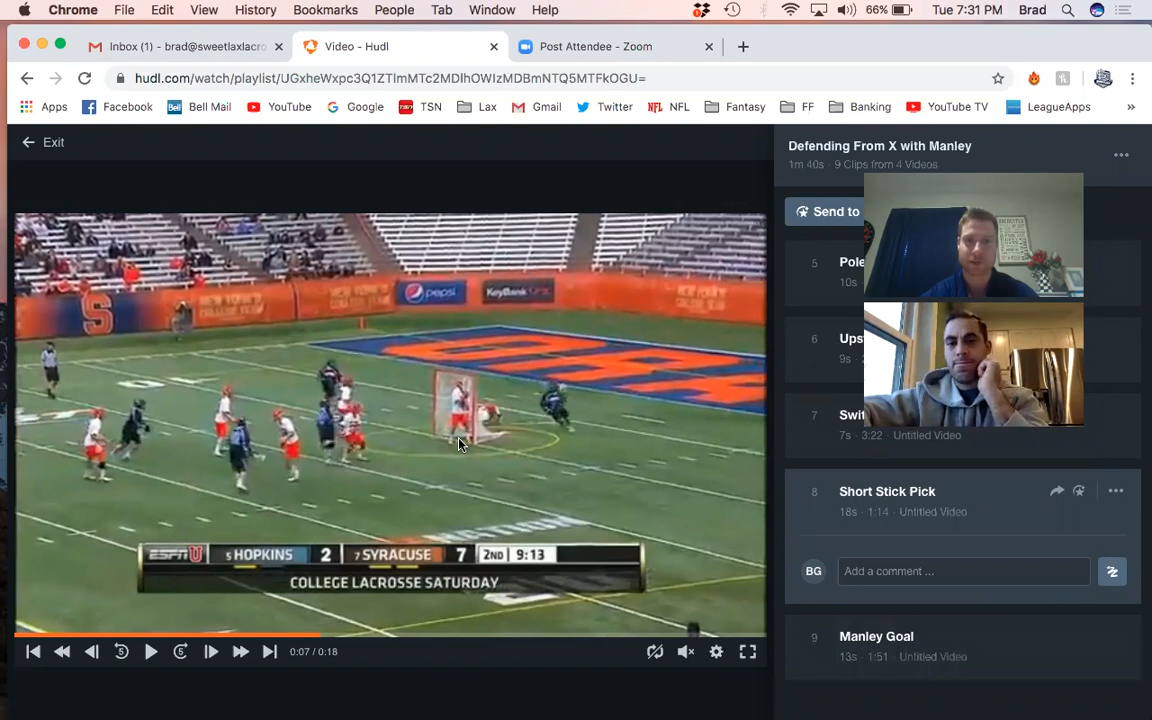 Chrome File Edit View History Bookmarks People Tab Window Help 66% Tue 7:31 PM Brad
Inbox (1) - brad@sweetlaxlacro
Video - Hudl
Post Attendee - Zoom
hudl.com/watch/playlist/UGxheWxpc3Q1ZTlmMTc2MDlhOWIzMDBmNTQ5MTFkOGU=
Apps Facebook Bell Mail YouTube Google TSN Lax Gmail Twitter NFL Fantasy FF Banking YouTube TV LeagueApps »
Exit
Defending From X with Manley
1m 40s · 9 Clips from 4 Videos
Send to
5 Pole
10s
6 Ups
9s
7 Swi
7s · 3:22 · Untitled Video
8 Short Stick Pick
18s · 1:14 · Untitled Video
BG Add a comment ...
9 Manley Goal
13s · 1:51 · Untitled Video
S
pepsi
KeyBank
ESPN U 5 HOPKINS 2 7 SYRACUSE 7 2ND 9:13
COLLEGE LACROSSE SATURDAY
5 5 0:07 / 0:18